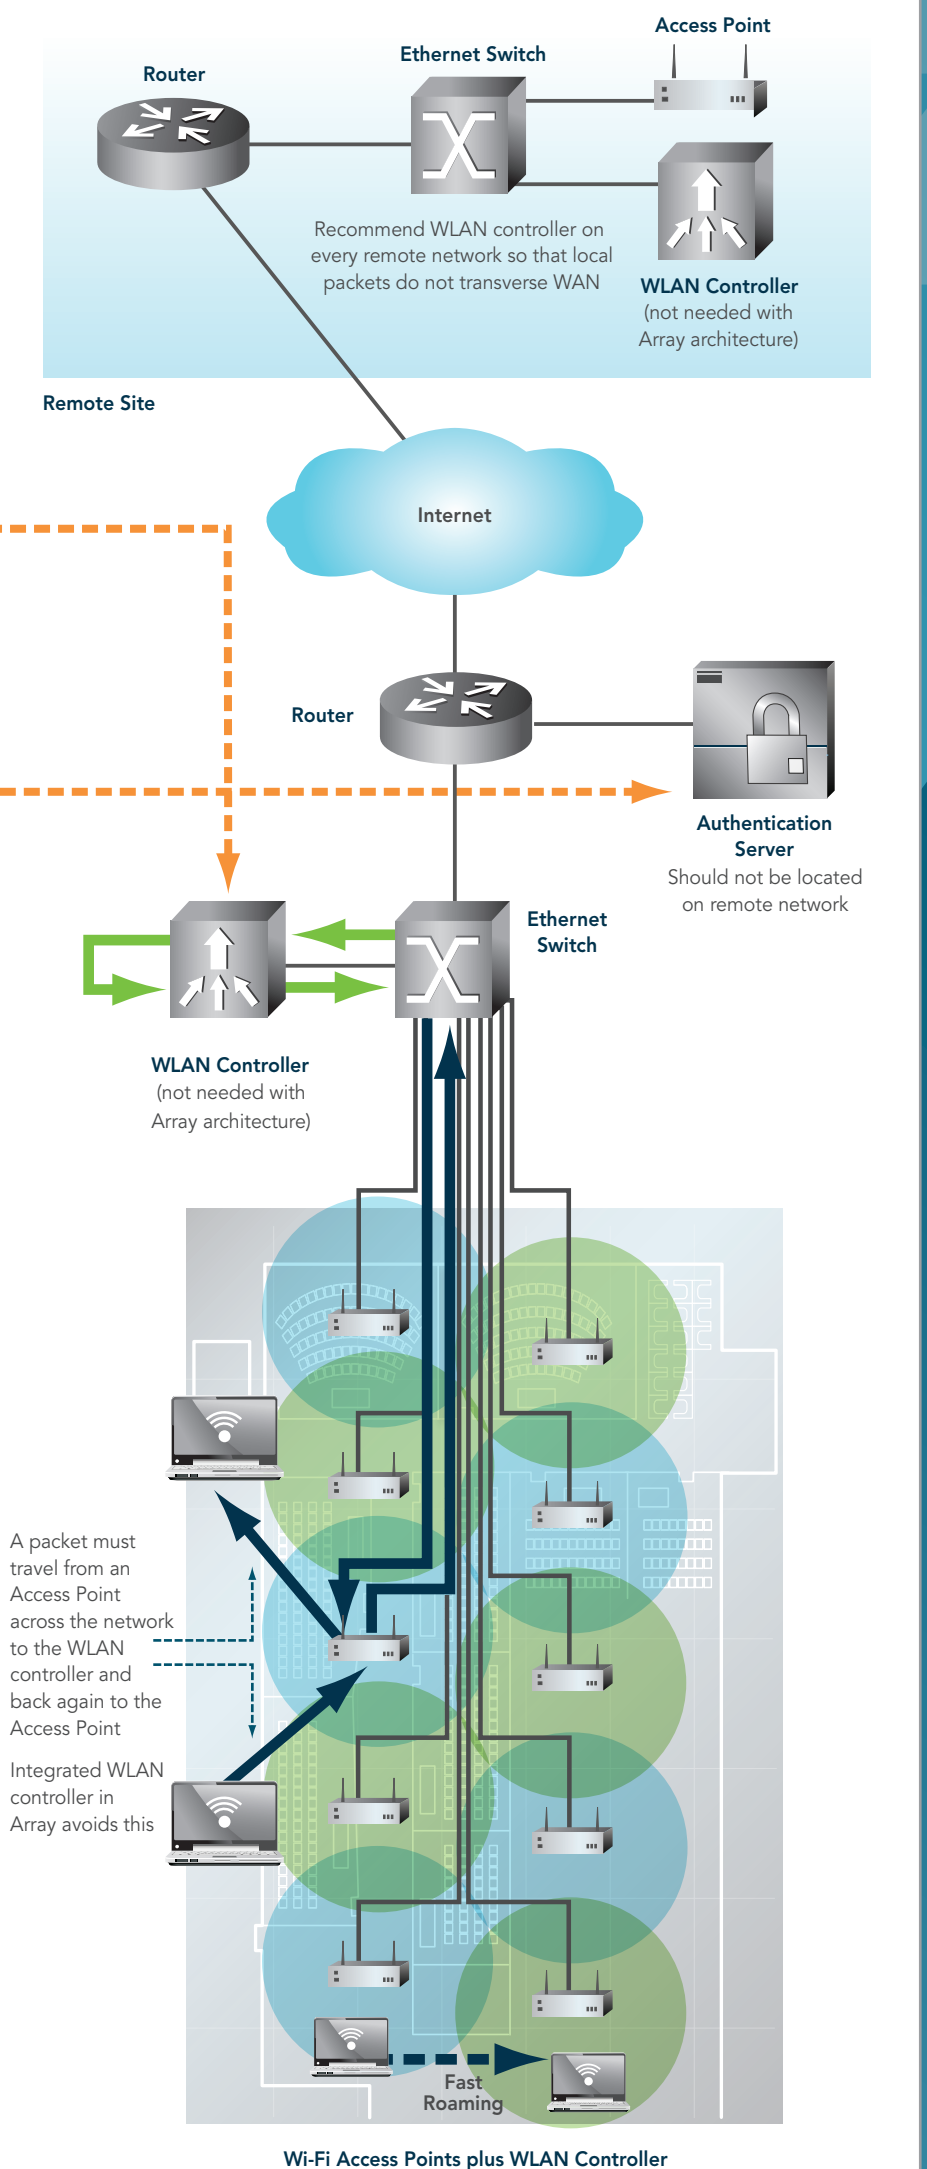 Access Point
Ethernet Switch
Router
Recommend WLAN controller on
every remote network so that local
packets do not transverse WAN
WLAN Controller
(not needed with
Array architecture)
Remote Site
Internet
Router
Authentication
Server
Should not be located
on remote network
Ethernet
Switch
WLAN Controller
(not needed with
Array architecture)
A packet must
travel from an
Access Point
across the network
to the WLAN
controller and
back again to the
Access Point
Integrated WLAN
controller in
Array avoids this
Fast
Roaming
Wi-Fi Access Points plus WLAN Controller